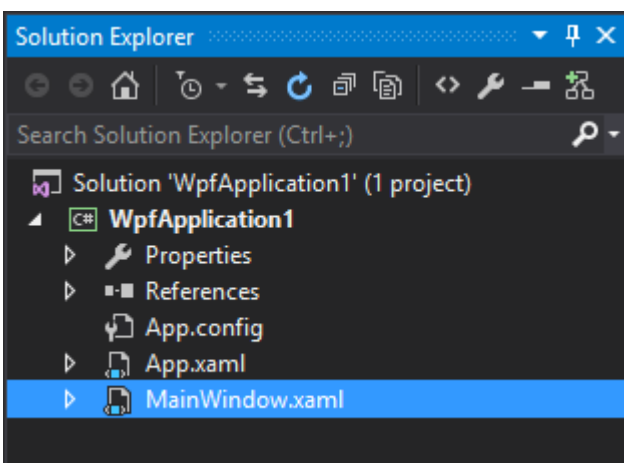 Solution Explorer
Search Solution Explorer (Ctrl+;)
Solution 'WpfApplication1' (1 project)
C# WpfApplication1
Properties
References
App.config
App.xaml
MainWindow.xaml